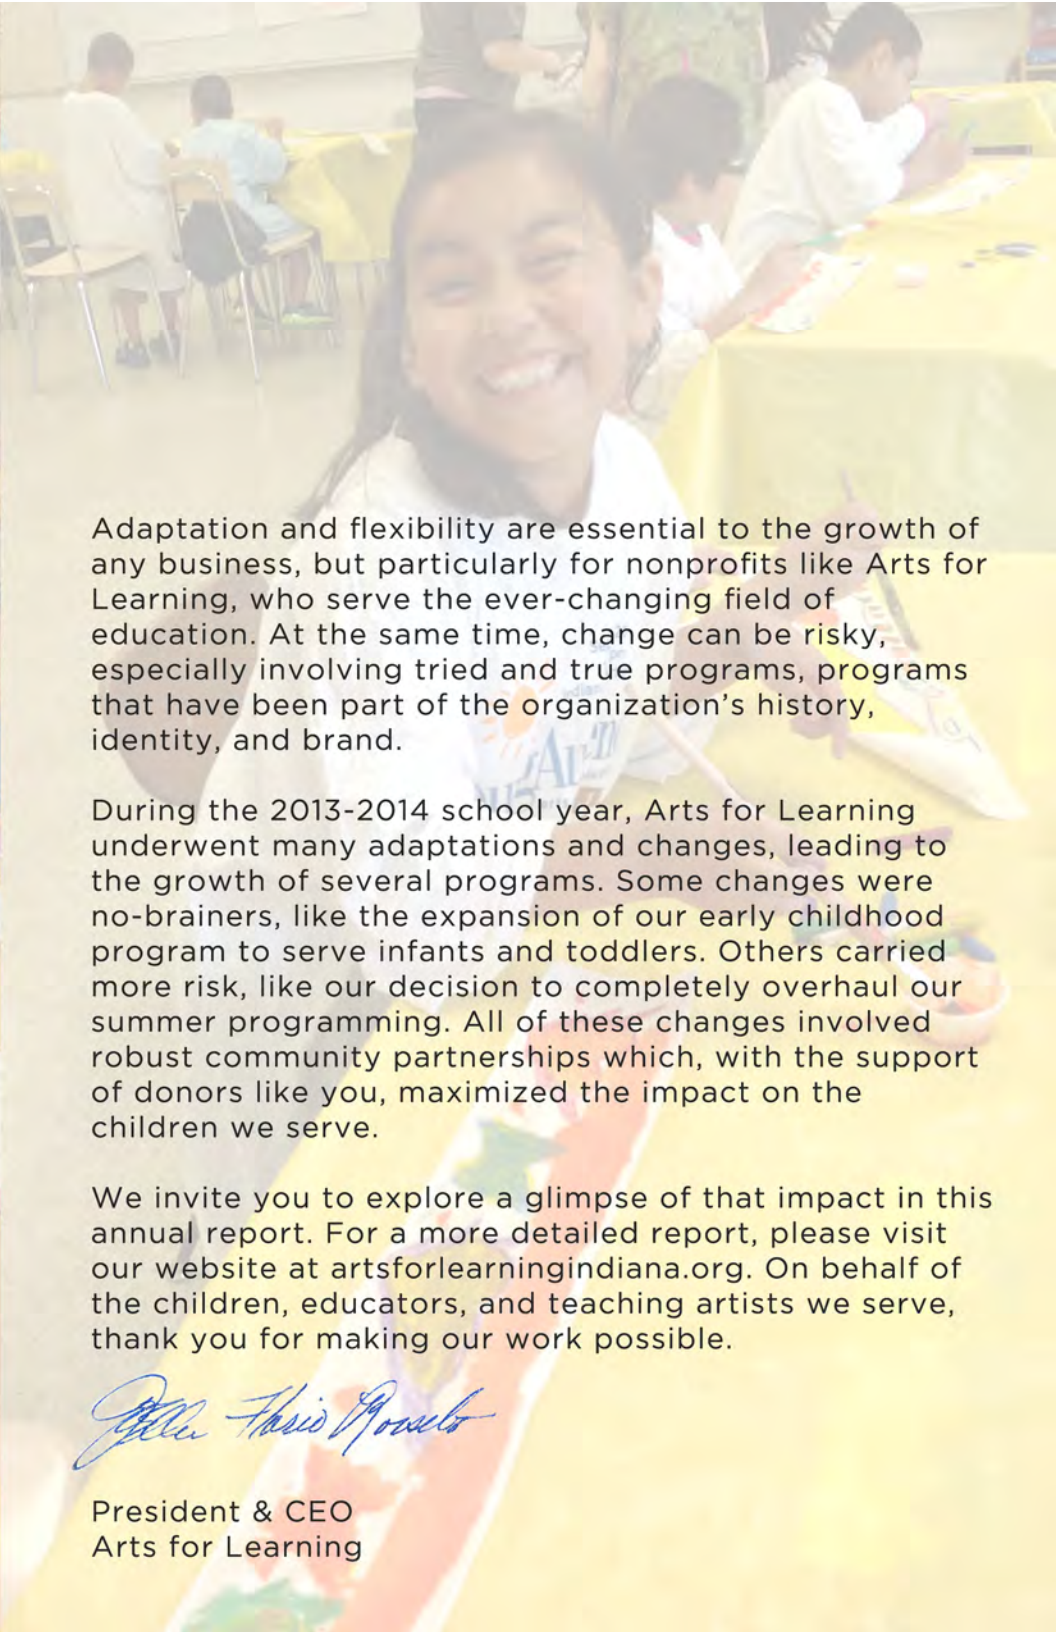 Adaptation and flexibility are essential to the growth of
any business, but particularly for nonprofits like Arts for
Learning, who serve the ever-changing field of
education. At the same time, change can be risky,
especially involving tried and true programs, programs
that have been part of the organization's history,
identity, and brand.
During the 2013-2014 school year, Arts for Learning
underwent many adaptations and changes, leading to
the growth of several programs. Some changes were
no-brainers, like the expansion of our early childhood
program to serve infants and toddlers. Others carried
more risk, like our decision to completely overhaul our
summer programming. All of these changes involved
robust community partnerships which, with the support
of donors like you, maximized the impact on the
children we serve.
We invite you to explore a glimpse of that impact in this
annual report. For a more detailed report, please visit
our website at artsforlearningindiana.org. On behalf of
the children, educators, and teaching artists we serve,
thank you for making our work possible.
President & CEO
Arts for Learning